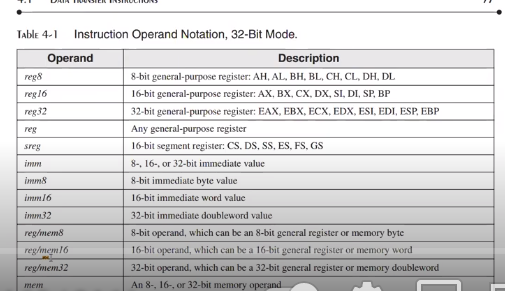 4.1 DATA TRANSFER INSTRUCTIONS 77
Table 4-1 Instruction Operand Notation, 32-Bit Mode.
Operand Description
reg8 8-bit general-purpose register: AH, AL, BH, BL, CH, CL, DH, DL
reg16 16-bit general-purpose register: AX, BX, CX, DX, SI, DI, SP, BP
reg32 32-bit general-purpose register: EAX, EBX, ECX, EDX, ESI, EDI, ESP, EBP
reg Any general-purpose register
sreg 16-bit segment register: CS, DS, SS, ES, FS, GS
imm 8-, 16-, or 32-bit immediate value
imm8 8-bit immediate byte value
imm16 16-bit immediate word value
imm32 32-bit immediate doubleword value
reg/mem8 8-bit operand, which can be an 8-bit general register or memory byte
reg/mem16 16-bit operand, which can be a 16-bit general register or memory word
reg/mem32 32-bit operand, which can be a 32-bit general register or memory doubleword
mem An 8-, 16-, or 32-bit memory operand